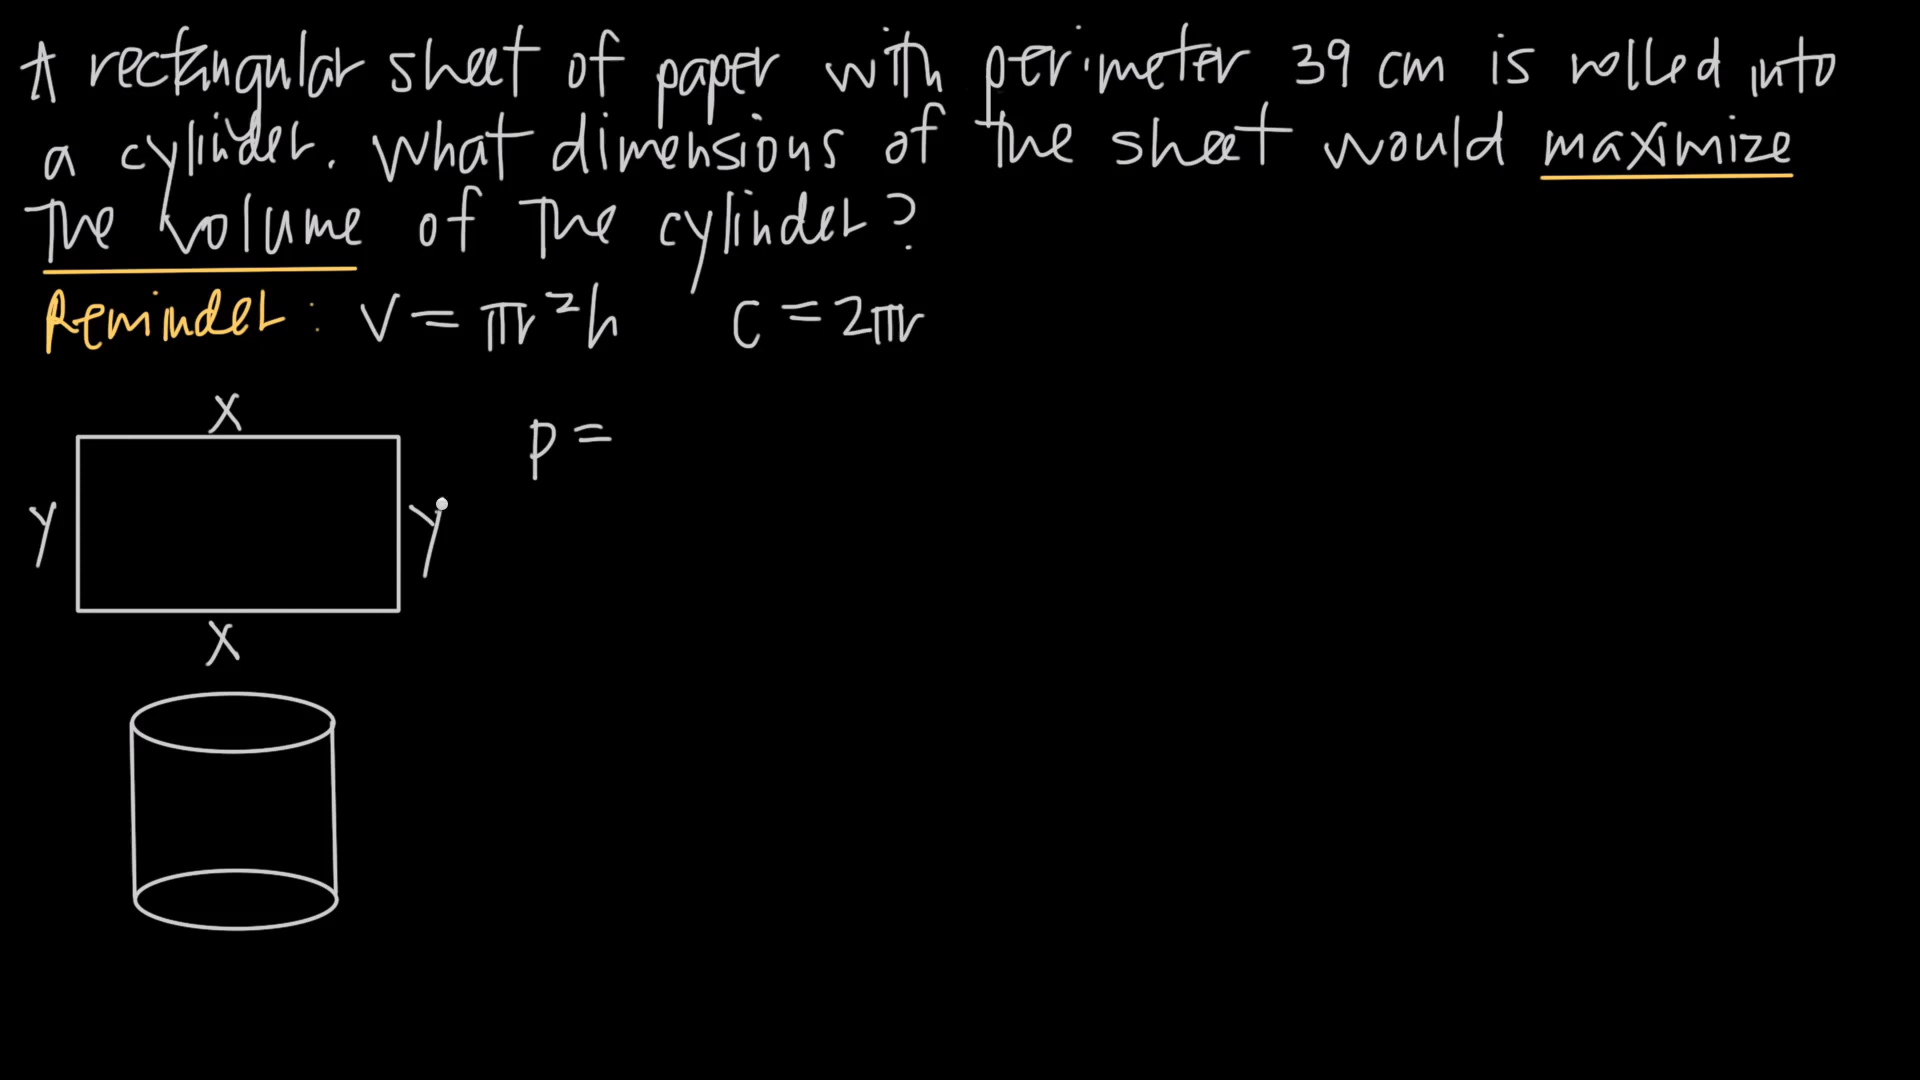 A rectangular sheet of paper with perimeter 39 cm is rolled into
a cylinder. What dimensions of the sheet would maximize
the volume of the cylinder?
Reminder: V = πr²h C = 2πr
x
P =
y y
x